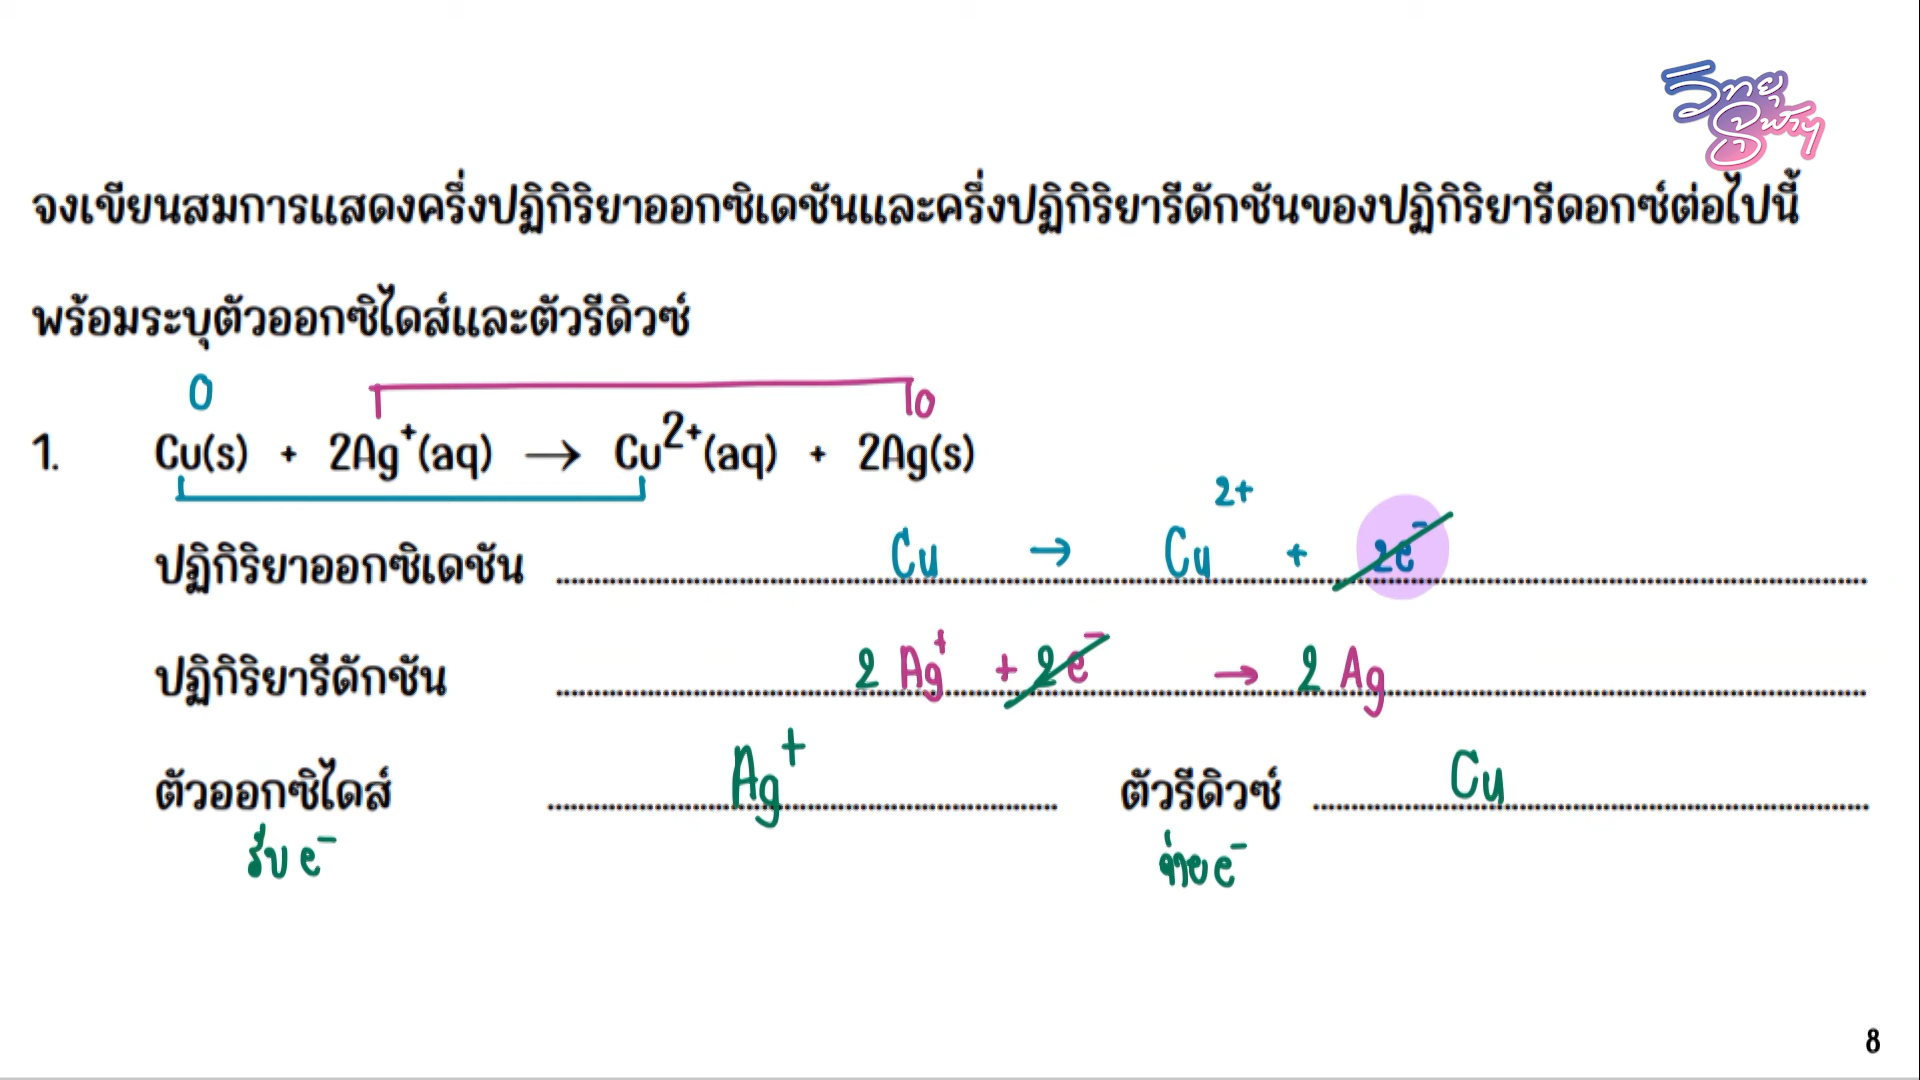 วิทยุ
จุฬาฯ
จงเขียนสมการแสดงครึ่งปฏิกิริยาออกซิเดชันและครึ่งปฏิกิริยารีดักชันของปฏิกิริยารีดอกซ์ต่อไปนี้
พร้อมระบุตัวออกซิไดส์และตัวรีดิวซ์
0 0
1. Cu(s) + 2Ag⁺(aq) → Cu²⁺(aq) + 2Ag(s)
ปฏิกิริยาออกซิเดชัน Cu → Cu²⁺ + 2e⁻
ปฏิกิริยารีดักชัน 2Ag⁺ + 2e⁻ → 2Ag
ตัวออกซิไดส์ Ag⁺ ตัวรีดิวซ์ Cu
รับ e⁻ จ่าย e⁻
8